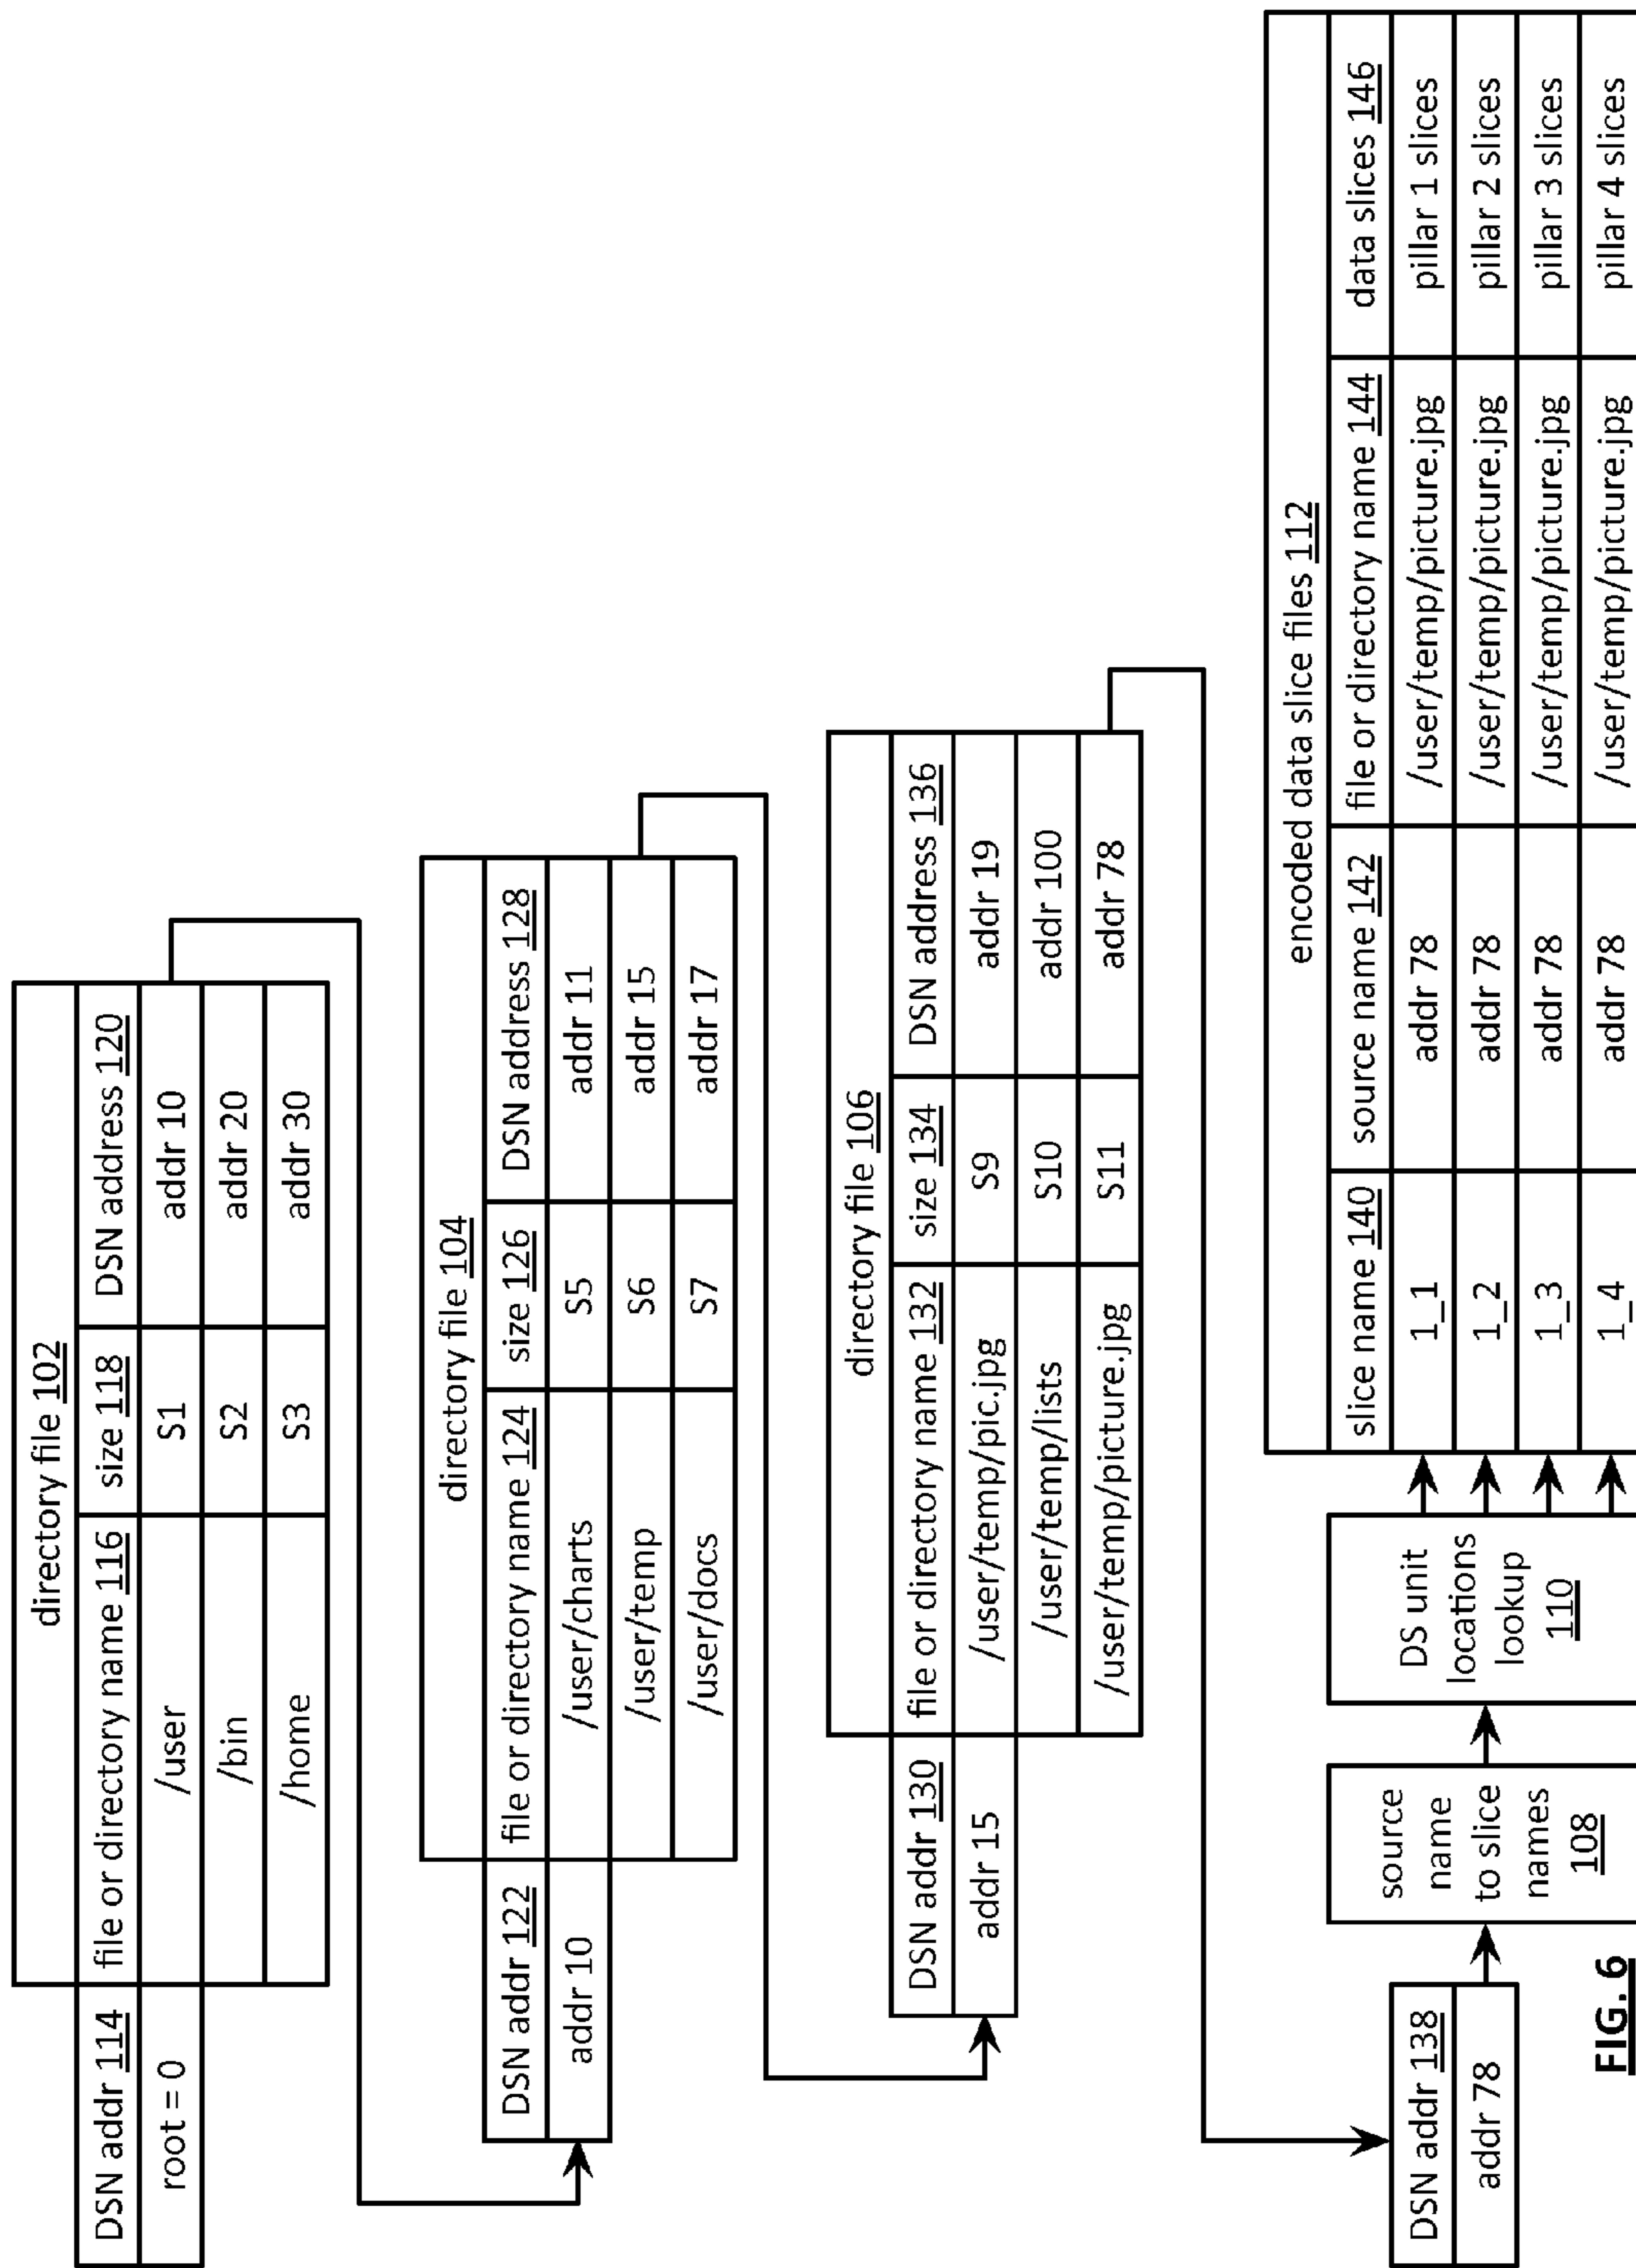 directory file 102
DSN addr 114 file or directory name 116 size 118 DSN address 120
root = 0 /user S1 addr 10
/bin S2 addr 20
/home S3 addr 30
directory file 104
DSN addr 122 file or directory name 124 size 126 DSN address 128
addr 10 /user/charts S5 addr 11
/user/temp S6 addr 15
/user/docs S7 addr 17
directory file 106
DSN addr 130 file or directory name 132 size 134 DSN address 136
addr 15 /user/temp/pic.jpg S9 addr 19
/user/temp/lists S10 addr 100
/user/temp/picture.jpg S11 addr 78
DSN addr 138
addr 78
source
name
to slice
names
108
DS unit
locations
lookup
110
encoded data slice files 112
slice name 140 source name 142 file or directory name 144 data slices 146
1_1 addr 78 /user/temp/picture.jpg pillar 1 slices
1_2 addr 78 /user/temp/picture.jpg pillar 2 slices
1_3 addr 78 /user/temp/picture.jpg pillar 3 slices
1_4 addr 78 /user/temp/picture.jpg pillar 4 slices
FIG. 6